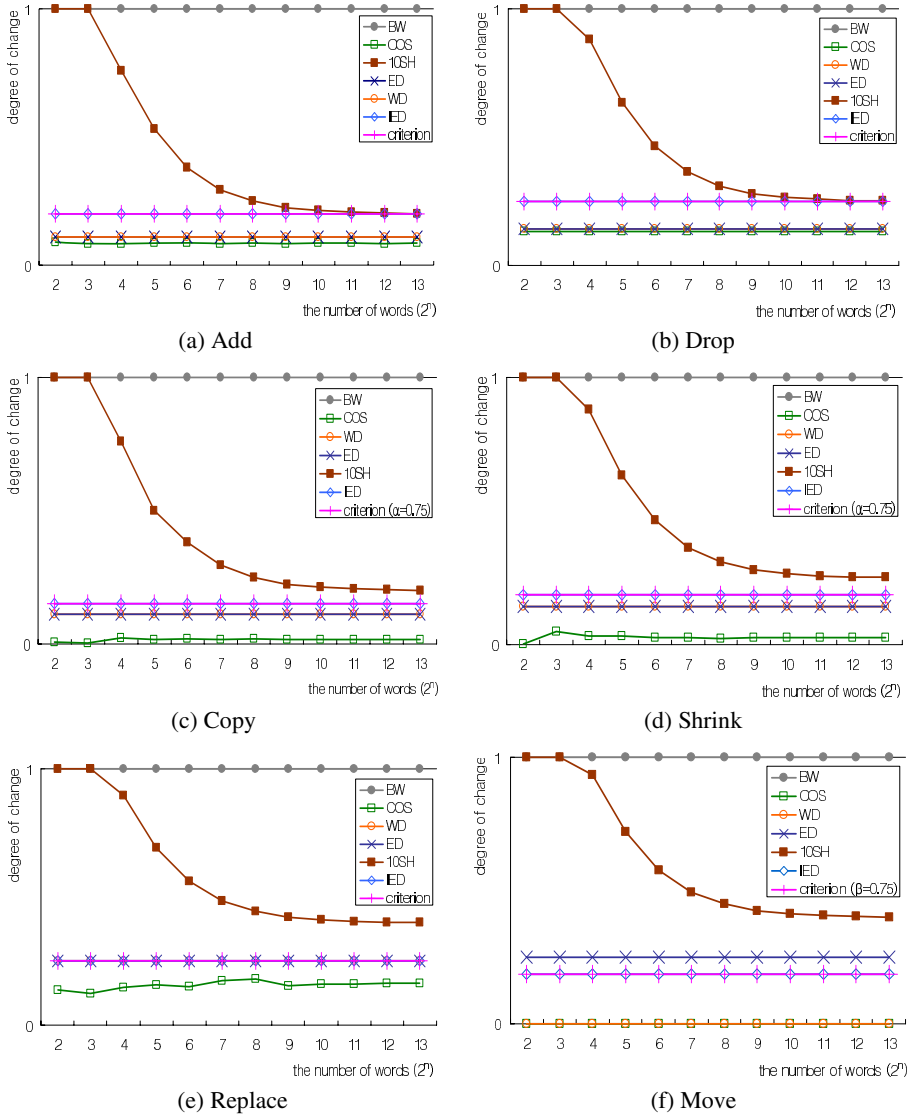 degree of change
1
0
BW
COS
10SH
ED
WD
IED
criterion
2 3 4 5 6 7 8 9 10 11 12 13
the number of words (2ⁿ)
(a) Add
degree of change
1
0
BW
COS
WD
ED
10SH
IED
criterion
2 3 4 5 6 7 8 9 10 11 12 13
the number of words (2ⁿ)
(b) Drop
degree of change
1
0
BW
COS
WD
ED
10SH
IED
criterion (α=0.75)
2 3 4 5 6 7 8 9 10 11 12 13
the number of words (2ⁿ)
(c) Copy
degree of change
1
0
BW
COS
WD
ED
10SH
IED
criterion (α=0.75)
2 3 4 5 6 7 8 9 10 11 12 13
the number of words (2ⁿ)
(d) Shrink
degree of change
1
0
BW
COS
WD
ED
10SH
IED
criterion
2 3 4 5 6 7 8 9 10 11 12 13
the number of words (2ⁿ)
(e) Replace
degree of change
1
0
BW
COS
WD
ED
10SH
IED
criterion (β=0.75)
2 3 4 5 6 7 8 9 10 11 12 13
the number of words (2ⁿ)
(f) Move